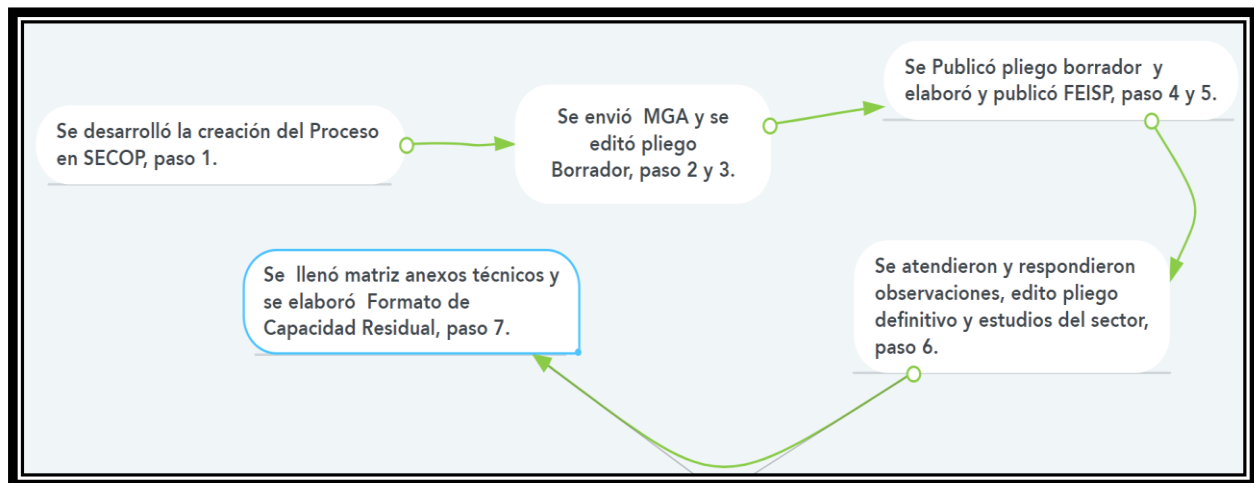 Se desarrolló la creación del Proceso
en SECOP, paso 1.
Se envió MGA y se
editó pliego
Borrador, paso 2 y 3.
Se Publicó pliego borrador y
elaboró y publicó FEISP, paso 4 y 5.
Se atendieron y respondieron
observaciones, edito pliego
definitivo y estudios del sector,
paso 6.
Se llenó matriz anexos técnicos y
se elaboró Formato de
Capacidad Residual, paso 7.